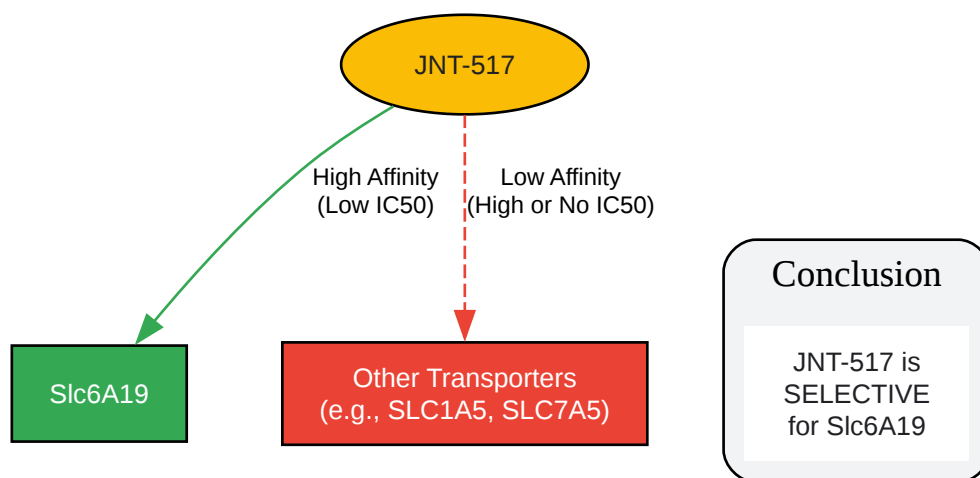 JNT-517
High Affinity
(Low IC50)
Low Affinity
(High or No IC50)
Slc6A19
Other Transporters
(e.g., SLC1A5, SLC7A5)
Conclusion
JNT-517 is
SELECTIVE
for Slc6A19